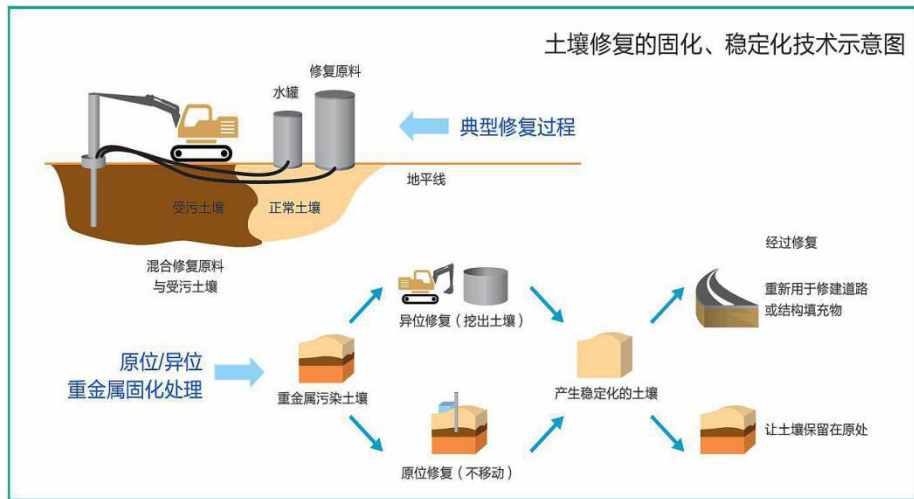 土壤修复的固化、稳定化技术示意图
修复原料
水罐
典型修复过程
地平线
受污土壤
正常土壤
混合修复原料
与受污土壤
经过修复
重新用于修建道路
或结构填充物
异位修复（挖出土壤）
原位/异位
重金属固化处理
重金属污染土壤
产生稳定化的土壤
让土壤保留在原处
原位修复（不移动）